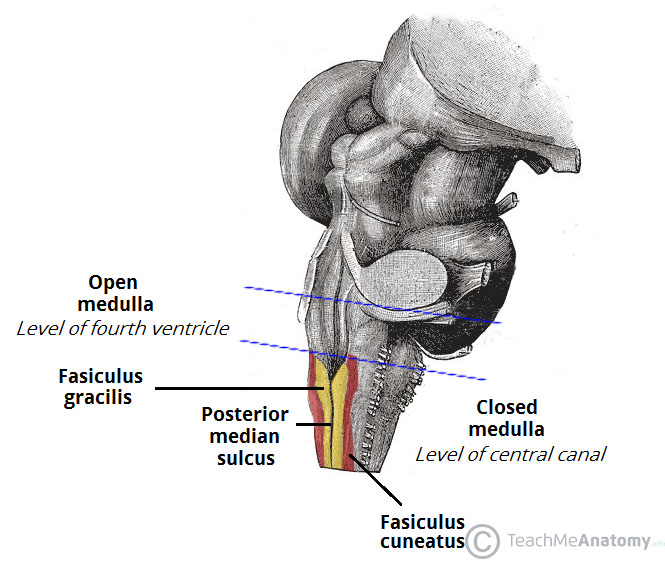 Open
medulla
Level of fourth ventricle
Fasiculus
gracilis
Posterior
median
sulcus
Closed
medulla
Level of central canal
Fasiculus
cuneatus
© TeachMeAnatomy.info